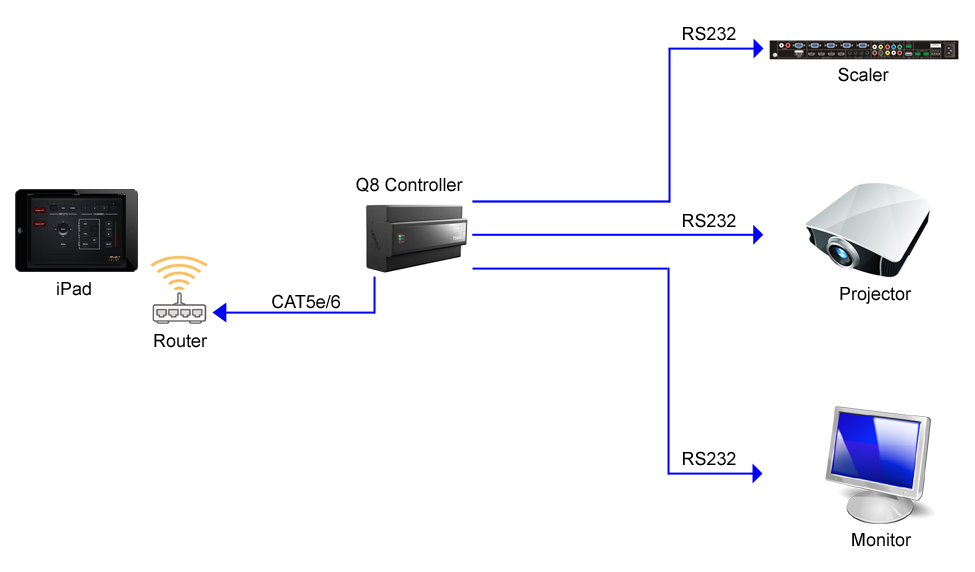 RS232
Scaler
Q8 Controller
RS232
iPad
Projector
CAT5e/6
Router
RS232
Monitor